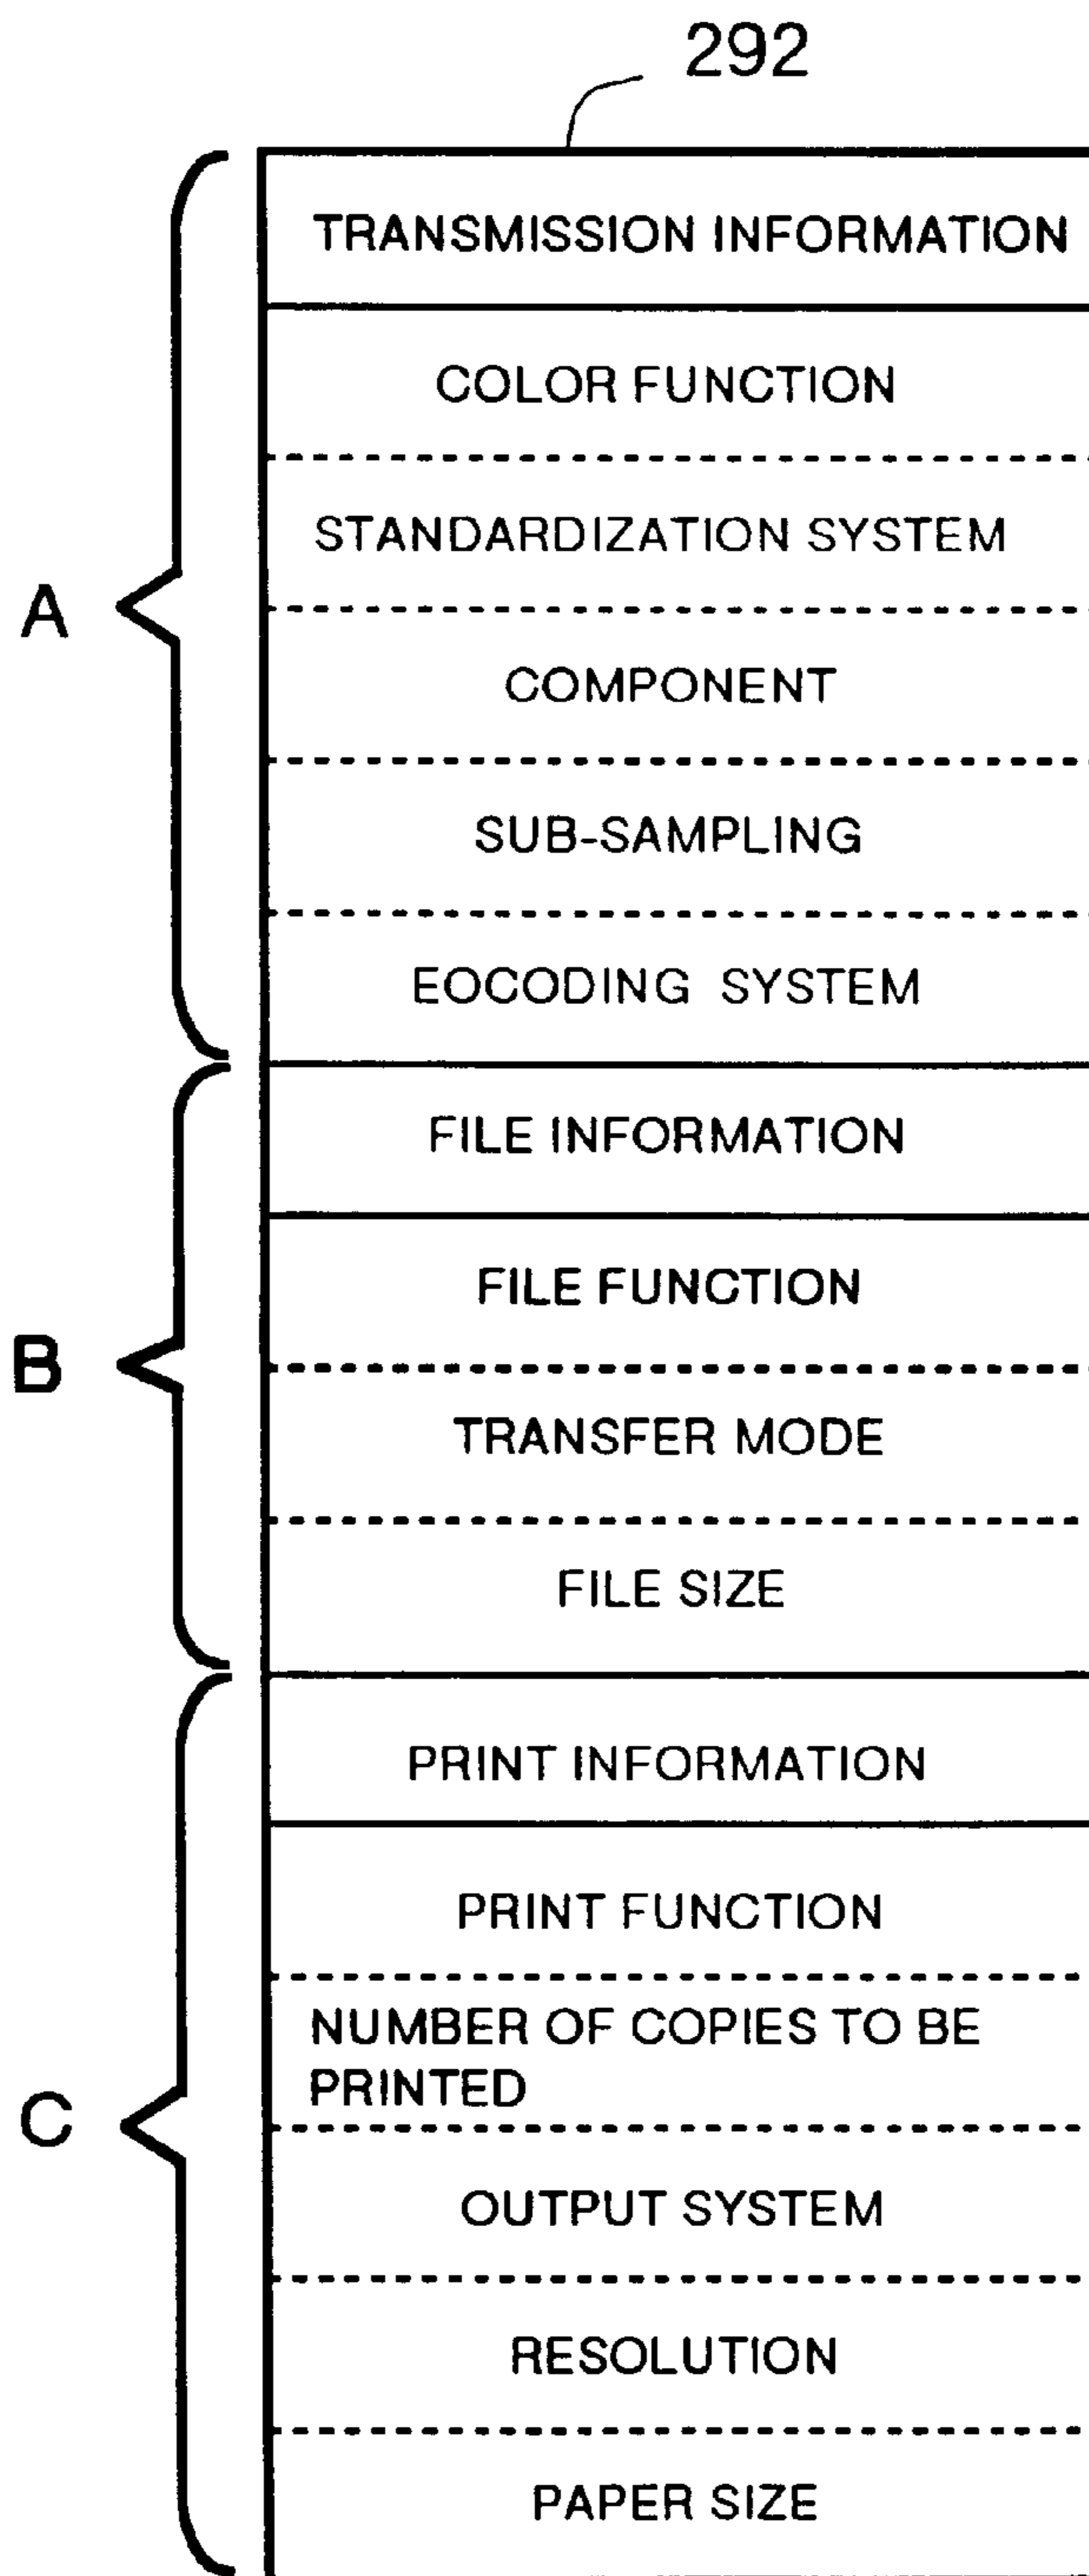 292
A
TRANSMISSION INFORMATION
COLOR FUNCTION
STANDARDIZATION SYSTEM
COMPONENT
SUB-SAMPLING
EOCODING SYSTEM
B
FILE INFORMATION
FILE FUNCTION
TRANSFER MODE
FILE SIZE
C
PRINT INFORMATION
PRINT FUNCTION
NUMBER OF COPIES TO BE
PRINTED
OUTPUT SYSTEM
RESOLUTION
PAPER SIZE